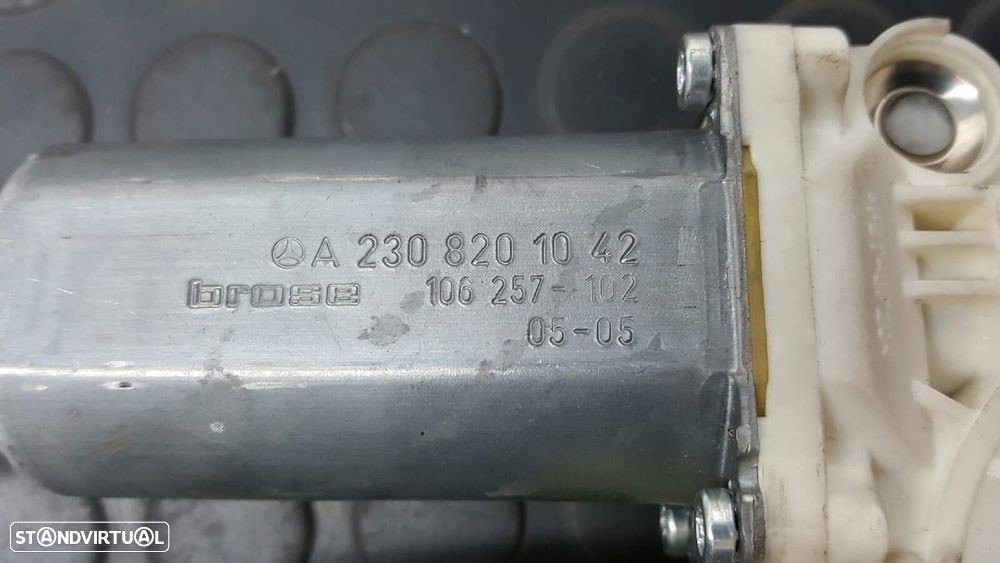 A 230 820 10 42
brose 106 257-102
05-05
STANDVIRTUAL